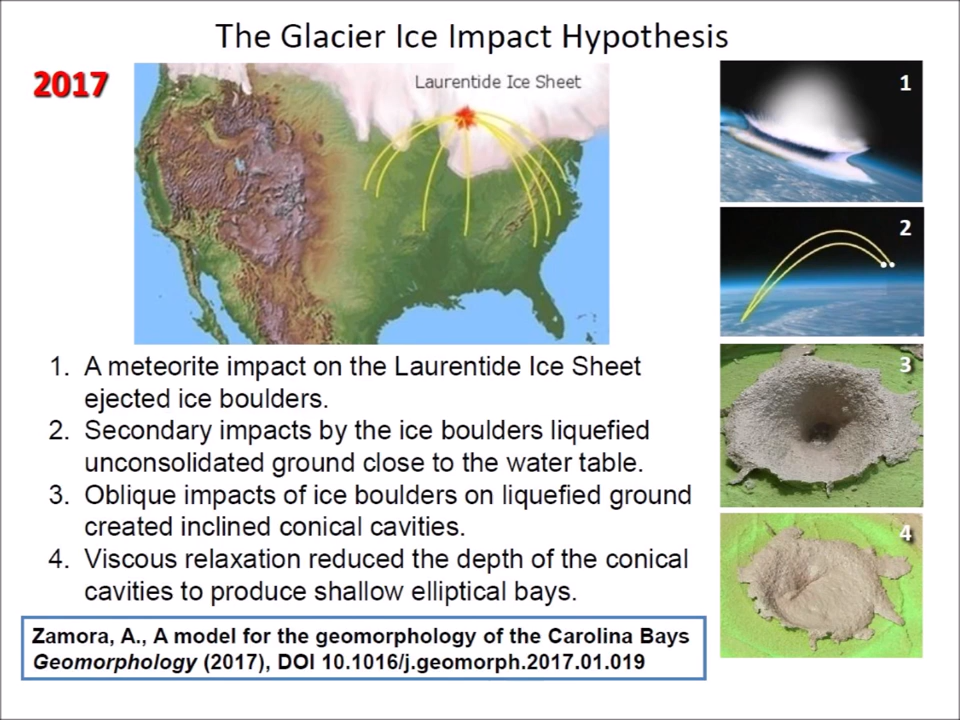 The Glacier Ice Impact Hypothesis
2017
Laurentide Ice Sheet
1
2
3
4
1. A meteorite impact on the Laurentide Ice Sheet
ejected ice boulders.
2. Secondary impacts by the ice boulders liquefied
unconsolidated ground close to the water table.
3. Oblique impacts of ice boulders on liquefied ground
created inclined conical cavities.
4. Viscous relaxation reduced the depth of the conical
cavities to produce shallow elliptical bays.
Zamora, A., A model for the geomorphology of the Carolina Bays
Geomorphology (2017), DOI 10.1016/j.geomorph.2017.01.019